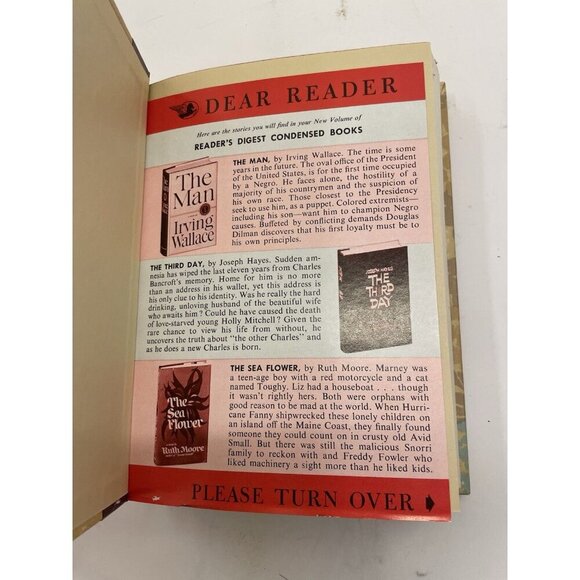 DEAR READER
Here are the stories you will find in your New Volume of
READER'S DIGEST CONDENSED BOOKS
The
Man
Irving
Wallace
THE MAN, by Irving Wallace. The time is some
years in the future. The oval office of the President
of the United States, is for the first time occupied
by a Negro. He faces alone, the hostility of a
majority of his countrymen and the suspicion of
his own race. Those closest to the Presidency
seek to use him, as a puppet. Colored extremists—
including his son—want him to champion Negro
causes. Buffeted by conflicting demands Douglas
Dilman discovers that his first loyalty must be to
his own principles.
THE THIRD DAY, by Joseph Hayes. Sudden am-
nesia has wiped the last eleven years from Charles
Bancroft's memory. Home for him is no more
than an address in his wallet, yet this address is
his only clue to his identity. Was he really the hard
drinking, unloving husband of the beautiful wife
who awaits him? Could he have caused the death
of love-starved young Holly Mitchell? Given the
rare chance to view his life from without, he
uncovers the truth about "the other Charles" and
as he does a new Charles is born.
JOSEPH HAYES
THE
THIRD
DAY
The
Sea
Flower
Ruth Moore
THE SEA FLOWER, by Ruth Moore. Marney was
a teen-age boy with a red motorcycle and a cat
named Toughy. Liz had a houseboat . . . though
it wasn't rightly hers. Both were orphans with
good reason to be mad at the world. When Hurri-
cane Fanny shipwrecked these lonely children on
an island off the Maine Coast, they finally found
someone they could count on in crusty old Avid
Small. But there was still the malicious Snorri
family to reckon with and Freddy Fowler who
liked machinery a sight more than he liked kids.
PLEASE TURN OVER